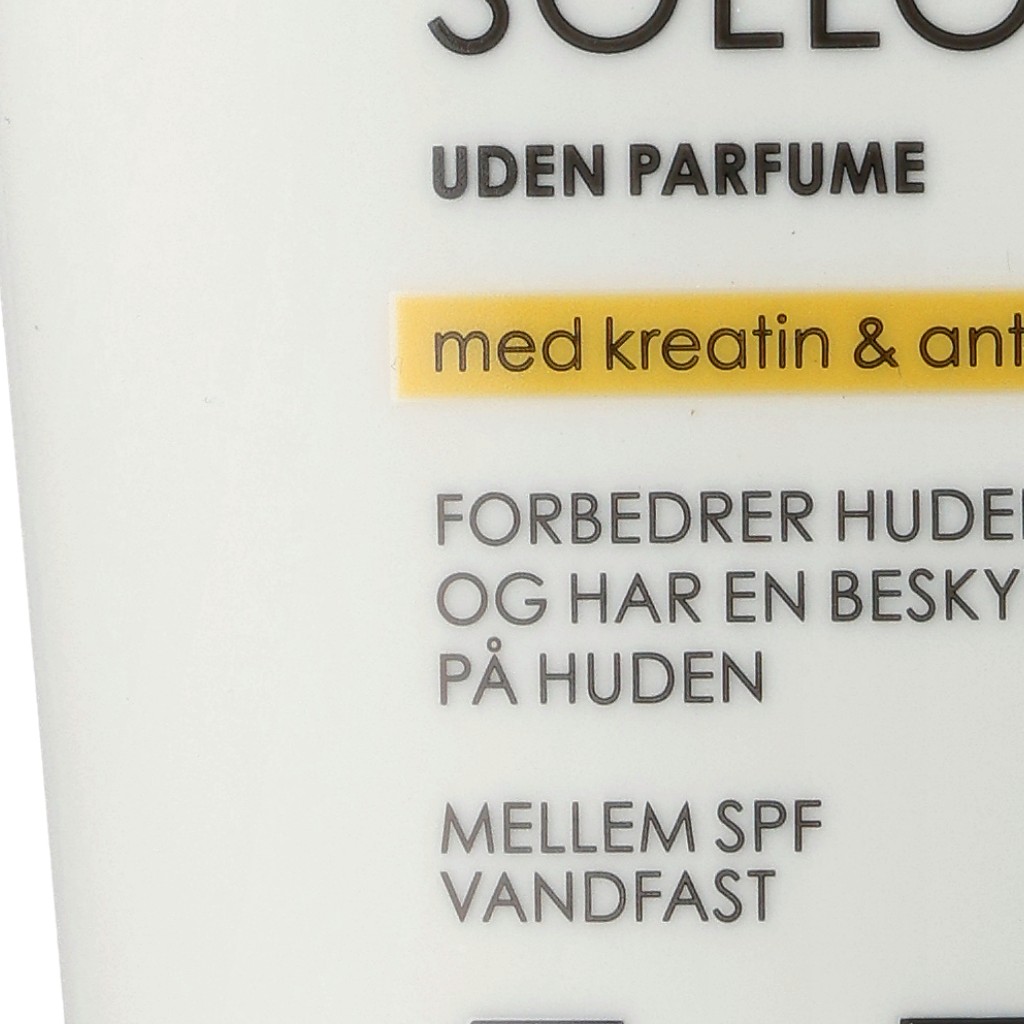 UDEN PARFUME
med kreatin &
FORBEDRER
OG HAR EN
PÅ HUDEN
MELLEM SPF
VANDFAST